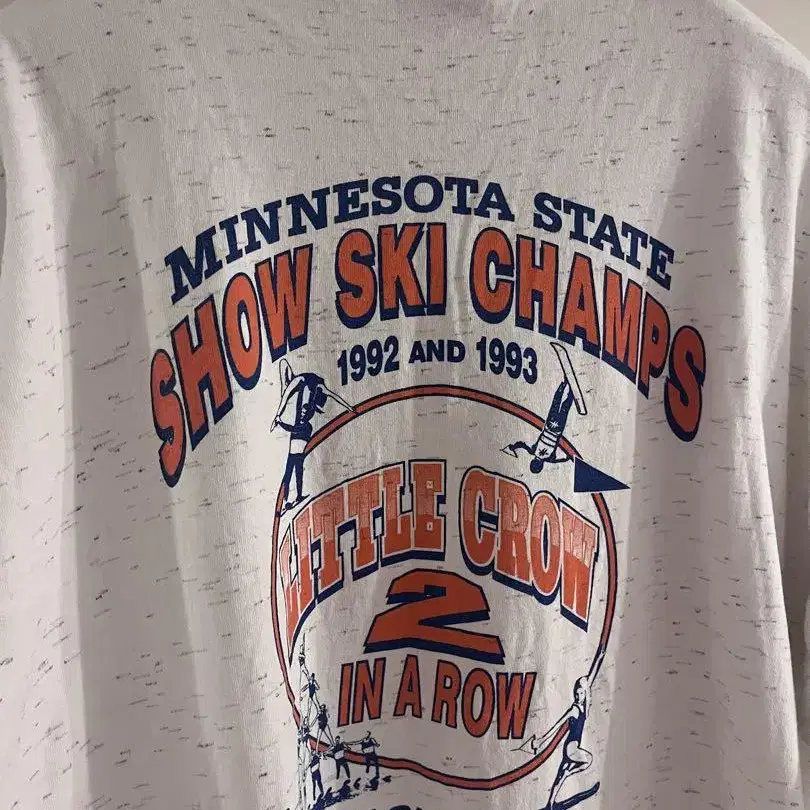 MINNESOTA STATE
SHOW SKI CHAMPS
1992 AND 1993
LITTLE CROW
2
IN A ROW